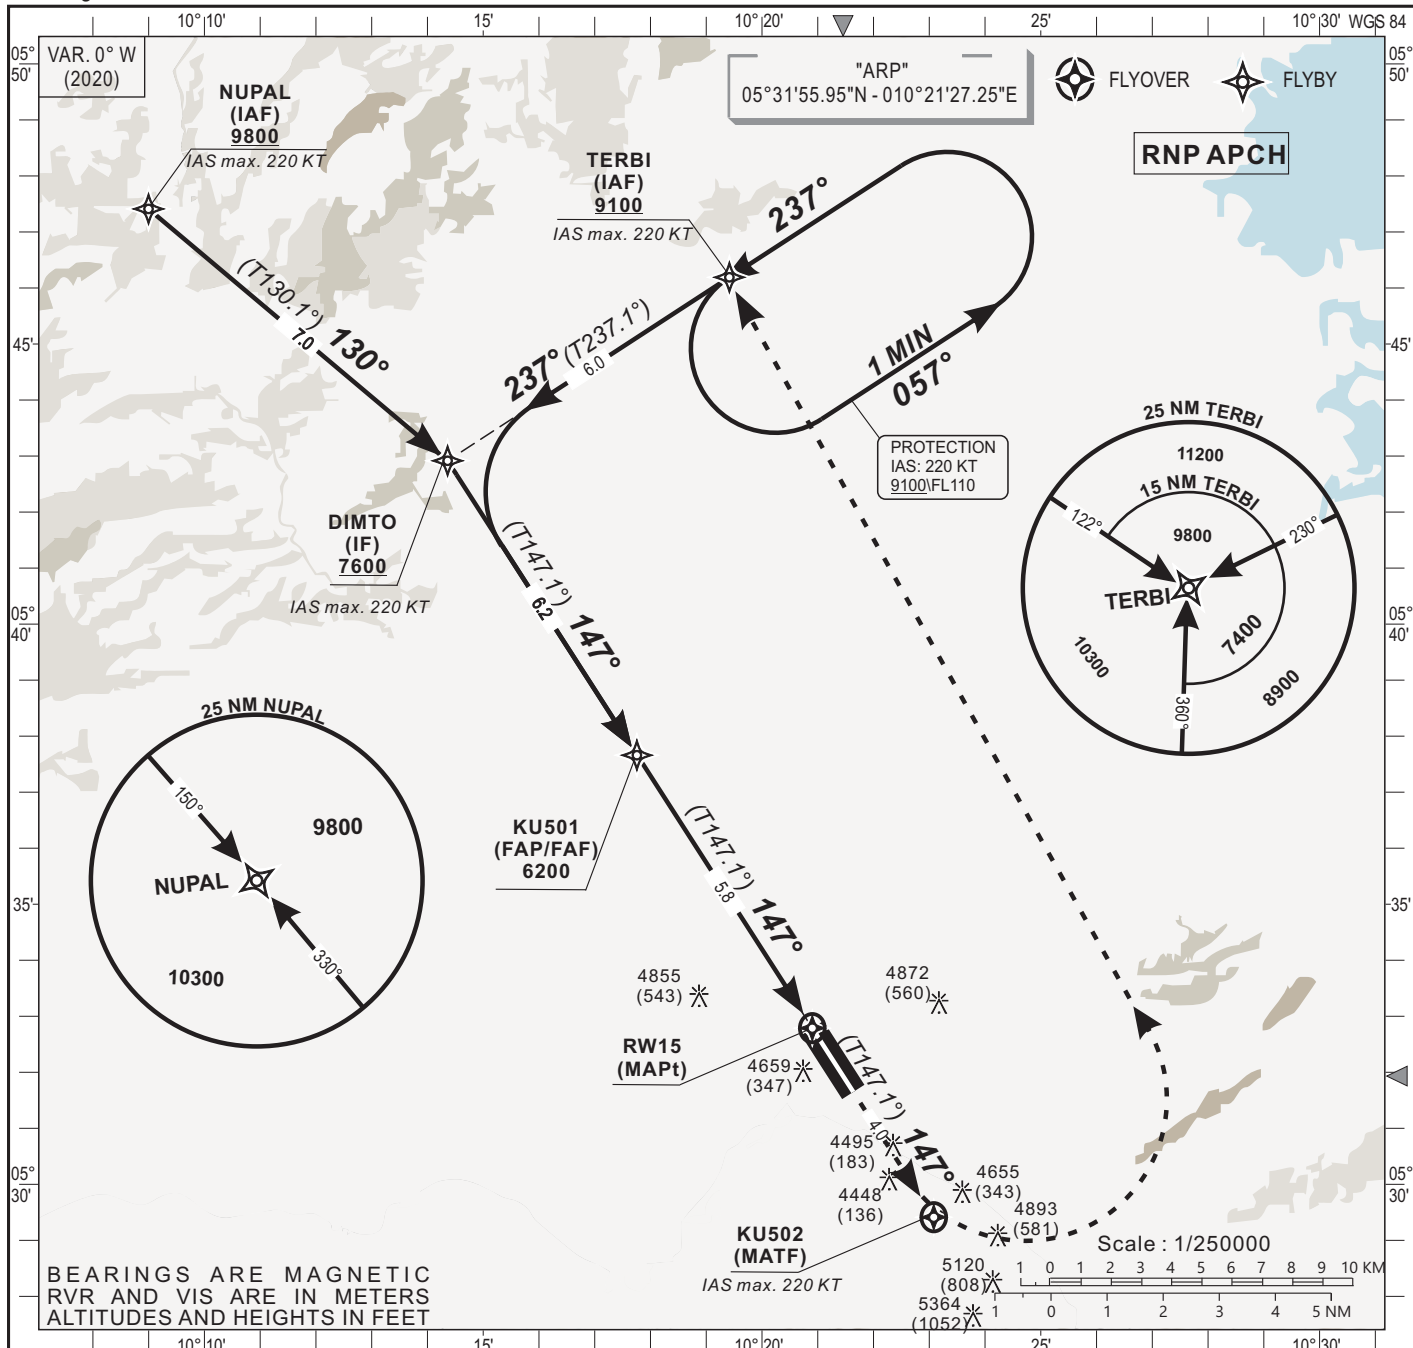 10°10' 15' 10°20' 25' 10°30' WGS 84
05°
50'
45'
05°
40'
35'
05°
30'
VAR. 0° W
(2020)
NUPAL
(IAF)
9800
IAS max. 220 KT
"ARP"
05°31'55.95"N - 010°21'27.25"E
FLYOVER
FLYBY
RNP APCH
TERBI
(IAF)
9100
IAS max. 220 KT
237°
(T130.1°)
7.0
130°
237°
(T237.1°)
6.0
1 MIN
057°
PROTECTION
IAS: 220 KT
9100\FL110
DIMTO
(IF)
7600
IAS max. 220 KT
(T147.1°)
6.2
147°
25 NM TERBI
11200
15 NM TERBI
122°
9800
230°
TERBI
7400
10300
8900
360°
25 NM NUPAL
150°
9800
NUPAL
10300
330°
KU501
(FAP/FAF)
6200
(T147.1°)
5.8
147°
4855
(543)
4872
(560)
RW15
(MAPt)
4659
(347)
(T147.1°)
4.0
147°
4495
(183)
4448
(136)
4655
(343)
4893
(581)
KU502
(MATF)
IAS max. 220 KT
5120
(808)
5364
(1052)
Scale : 1/250000
1 0 1 2 3 4 5 6 7 8 9 10 KM
1 0 1 2 3 4 5 NM
BEARINGS ARE MAGNETIC
RVR AND VIS ARE IN METERS
ALTITUDES AND HEIGHTS IN FEET
05°
50'
45'
05°
40'
35'
05°
30'
10°10' 15' 10°20' 25' 10°30'